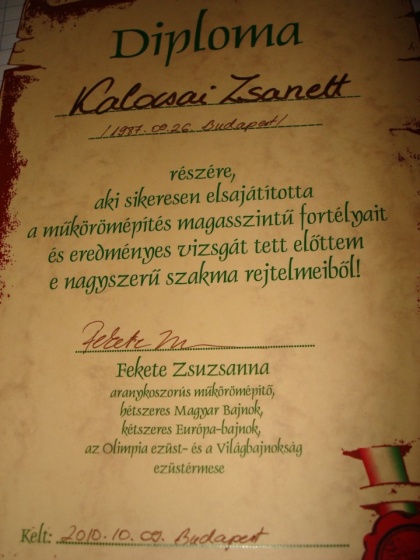 Diploma
Kalocsai Zsanett
/1987.09.26. Budapest/
részére,
aki sikeresen elsajátította
a műkörömépítés magasszintű fortélyait
és eredményes vizsgát tett előttem
e nagyszerű szakma rejtelmeiből!
Fekete
Fekete Zsuzsanna
aranykoszorús műkörömépítő,
hétszeres Magyar Bajnok,
kétszeres Európa-bajnok,
az Olimpia ezüst- és a Világbajnokság
ezüstérmese
Kelt: 2010.10.09. Budapest